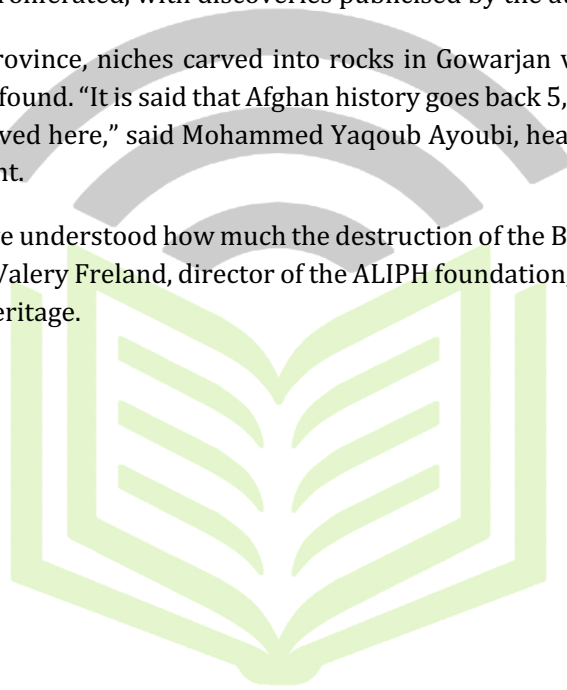 with discoveries publicised by the
rovince, niches carved into rocks in Gowarjan
found. “It is said that Afghan history goes back 5,
ved here,” said Mohammed Yaqoub Ayoubi, hea
nt.
e understood how much the destruction of the B
Valery Freland, director of the ALIPH foundation,
eritage.